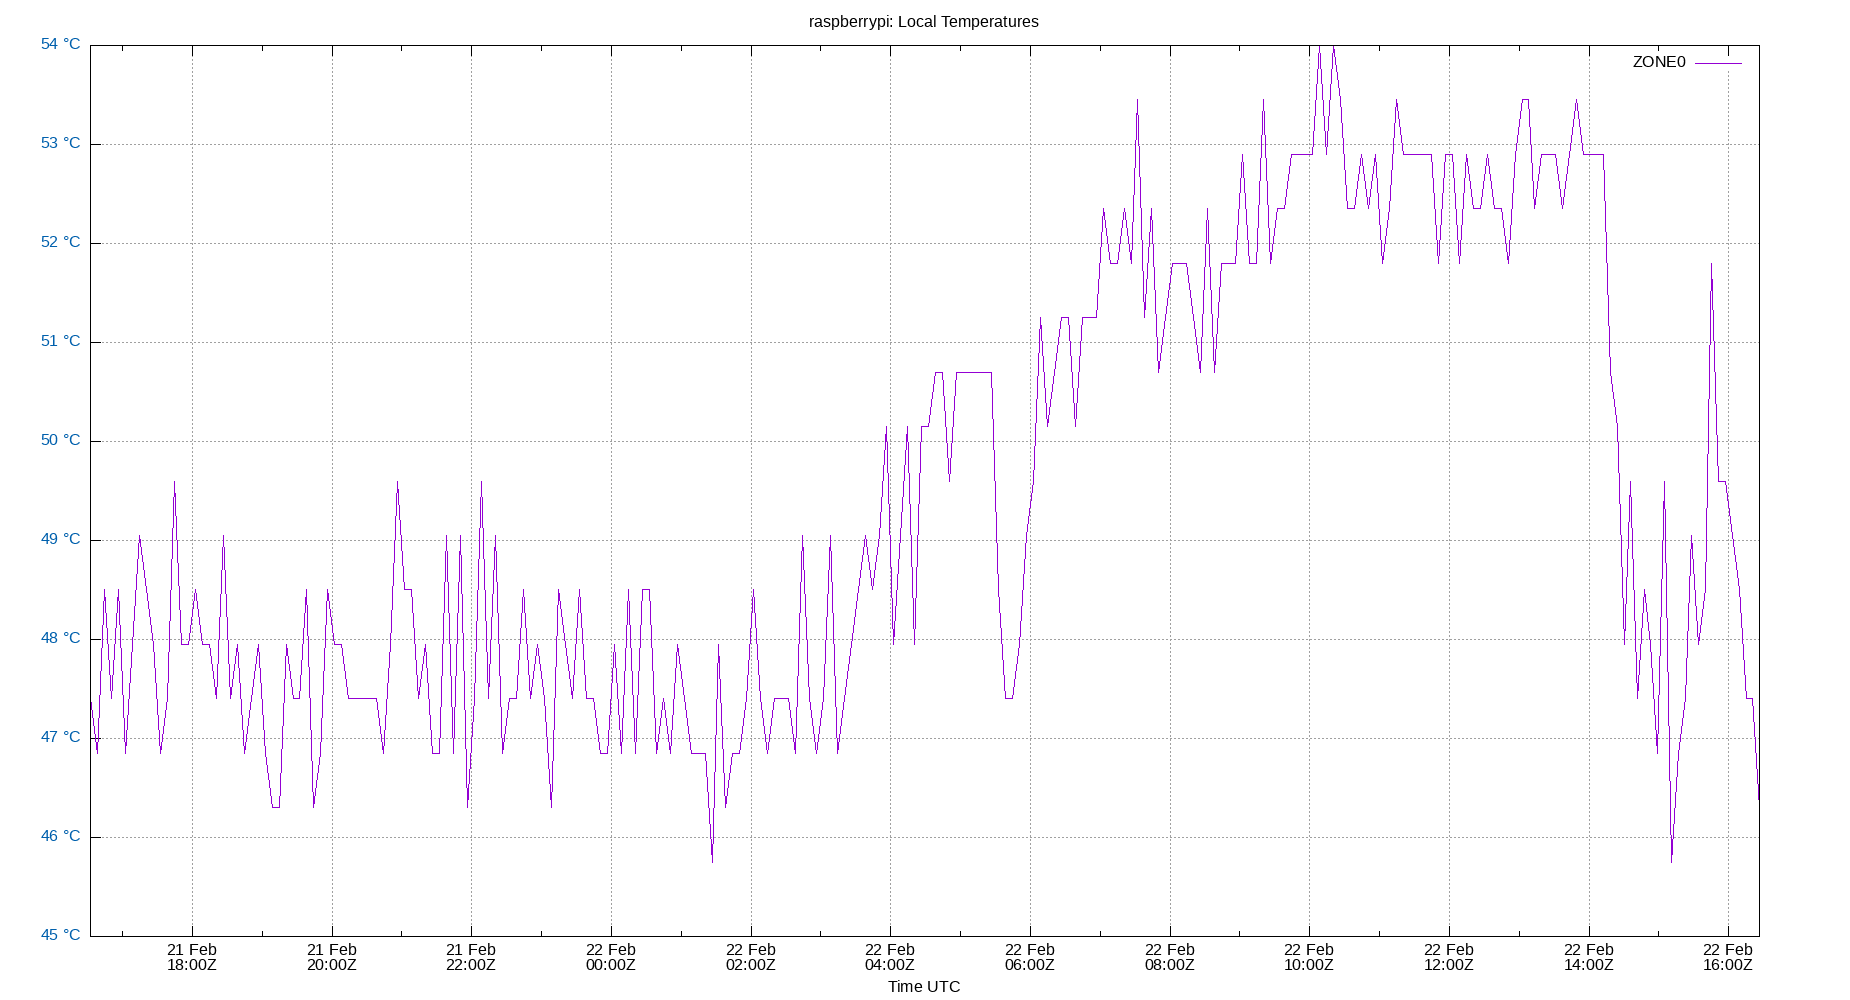 raspberrypi: Local Temperatures
54 °C
ZONE0
53 °C
52 °C
51 °C
50 °C
49 °C
48 °C
47 °C
46 °C
45 °C
21 Feb 21 Feb 21 Feb 22 Feb 22 Feb 22 Feb 22 Feb 22 Feb 22 Feb 22 Feb 22 Feb 22 Feb
18:00Z 20:00Z 22:00Z 00:00Z 02:00Z 04:00Z 06:00Z 08:00Z 10:00Z 12:00Z 14:00Z 16:00Z
Time UTC